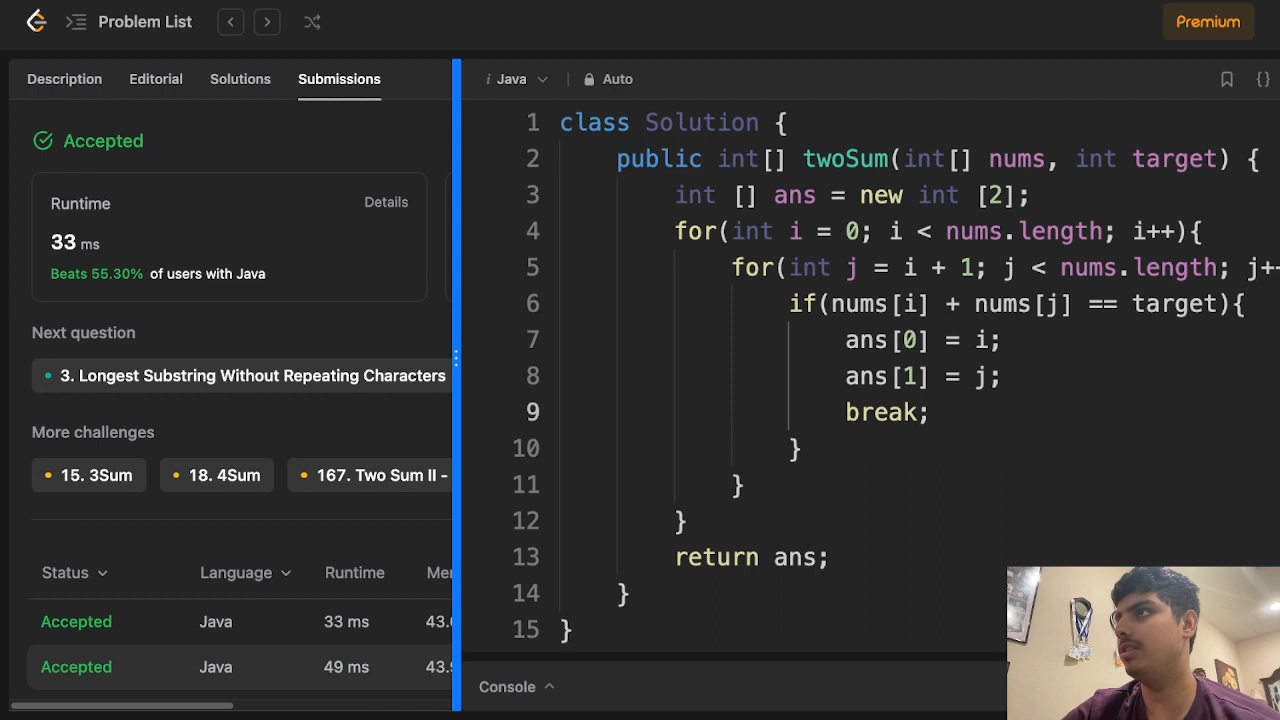 Problem List
Premium
Description Editorial Solutions Submissions
Accepted
Runtime Details
33 ms
Beats 55.30% of users with Java
Next question
3. Longest Substring Without Repeating Characters
More challenges
15. 3Sum 18. 4Sum 167. Two Sum II -
Status Language Runtime
Accepted Java 33 ms 43.
Accepted Java 49 ms 43.
i Java Auto {}
1 class Solution {
2 public int[] twoSum(int[] nums, int target) {
3 int [] ans = new int [2];
4 for(int i = 0; i < nums.length; i++){
5 for(int j = i + 1; j < nums.length; j+
6 if(nums[i] + nums[j] == target){
7 ans[0] = i;
8 ans[1] = j;
9 break;
10 }
11 }
12 }
13 return ans;
14 }
15 }
Console